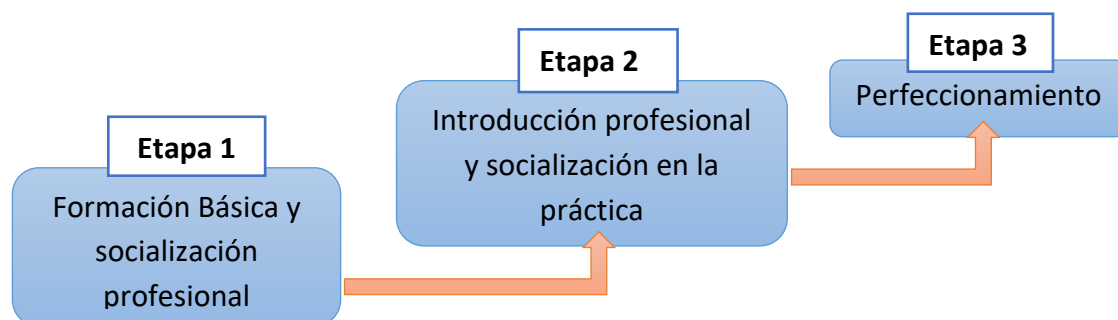 Etapa 1
Formación Básica y
socialización
profesional
Etapa 2
Introducción profesional
y socialización en la
práctica
Etapa 3
Perfeccionamiento